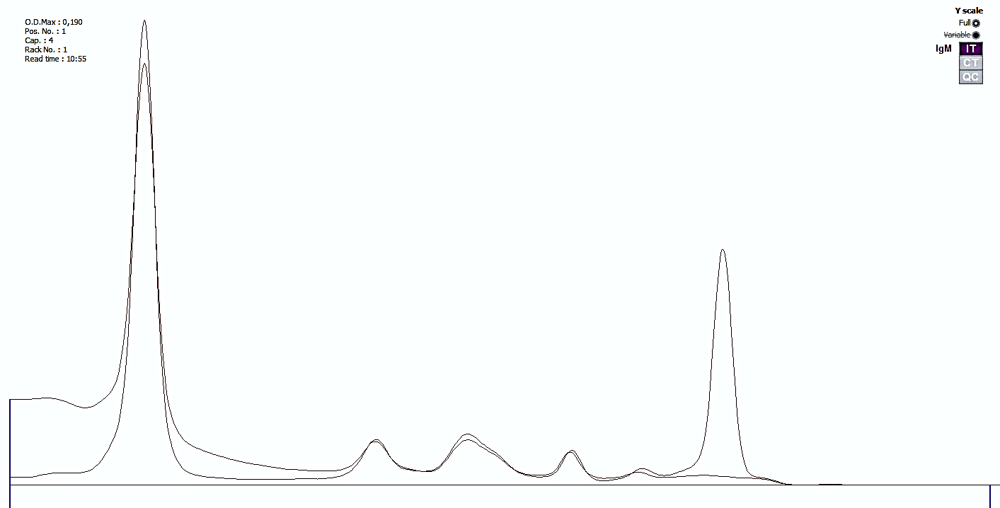 O.D.Max : 0,190
Pos. No. : 1
Cap. : 4
Rack No. : 1
Read time : 10:55
Y scale
Full
Variable
IgM IT
CT
QC